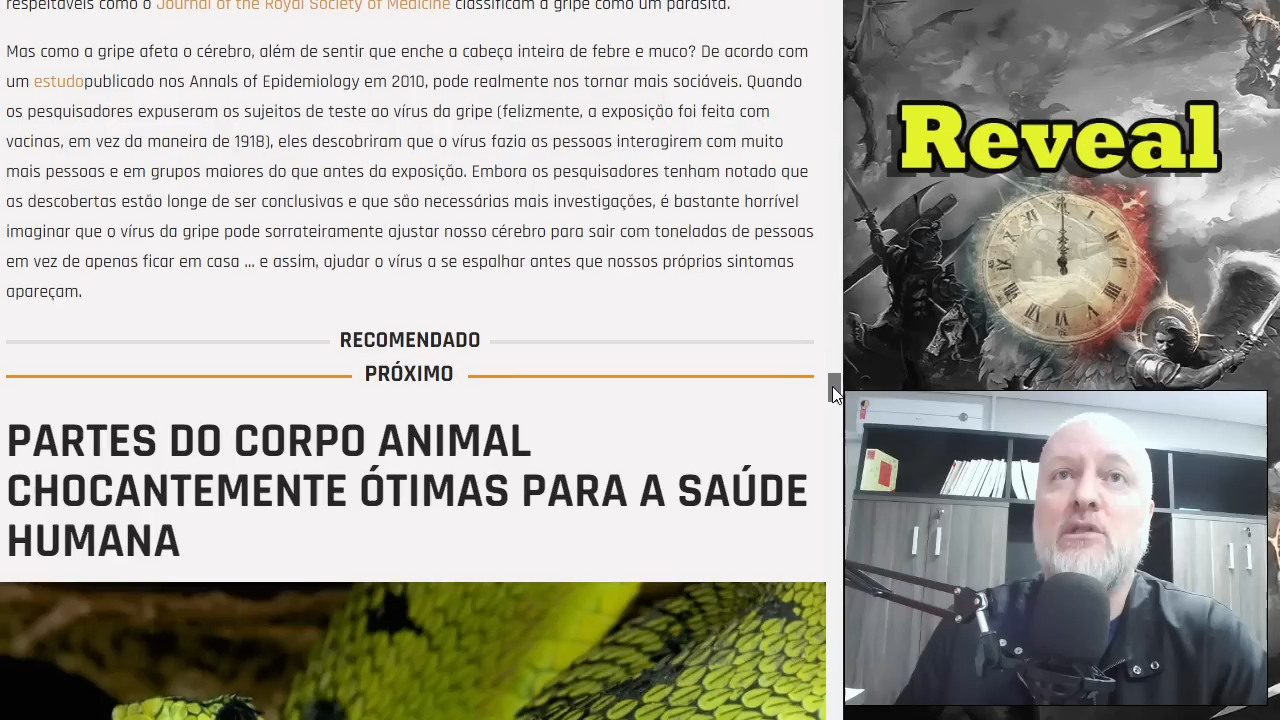 respeitáveis como o Journal of the Royal Society of Medicine classificam a gripe como um parasita.
Mas como a gripe afeta o cérebro, além de sentir que enche a cabeça inteira de febre e muco? De acordo com
um estudopublicado nos Annals of Epidemiology em 2010, pode realmente nos tornar mais sociáveis. Quando
os pesquisadores expuseram os sujeitos de teste ao vírus da gripe (felizmente, a exposição foi feita com
vacinas, em vez da maneira de 1918), eles descobriram que o vírus fazia as pessoas interagirem com muito
mais pessoas e em grupos maiores do que antes da exposição. Embora os pesquisadores tenham notado que
as descobertas estão longe de ser conclusivas e que são necessárias mais investigações, é bastante horrível
imaginar que o vírus da gripe pode sorrateiramente ajustar nosso cérebro para sair com toneladas de pessoas
em vez de apenas ficar em casa ... e assim, ajudar o vírus a se espalhar antes que nossos próprios sintomas
apareçam.
RECOMENDADO
PRÓXIMO
PARTES DO CORPO ANIMAL
CHOCANTEMENTE ÓTIMAS PARA A SAÚDE
HUMANA
Reveal